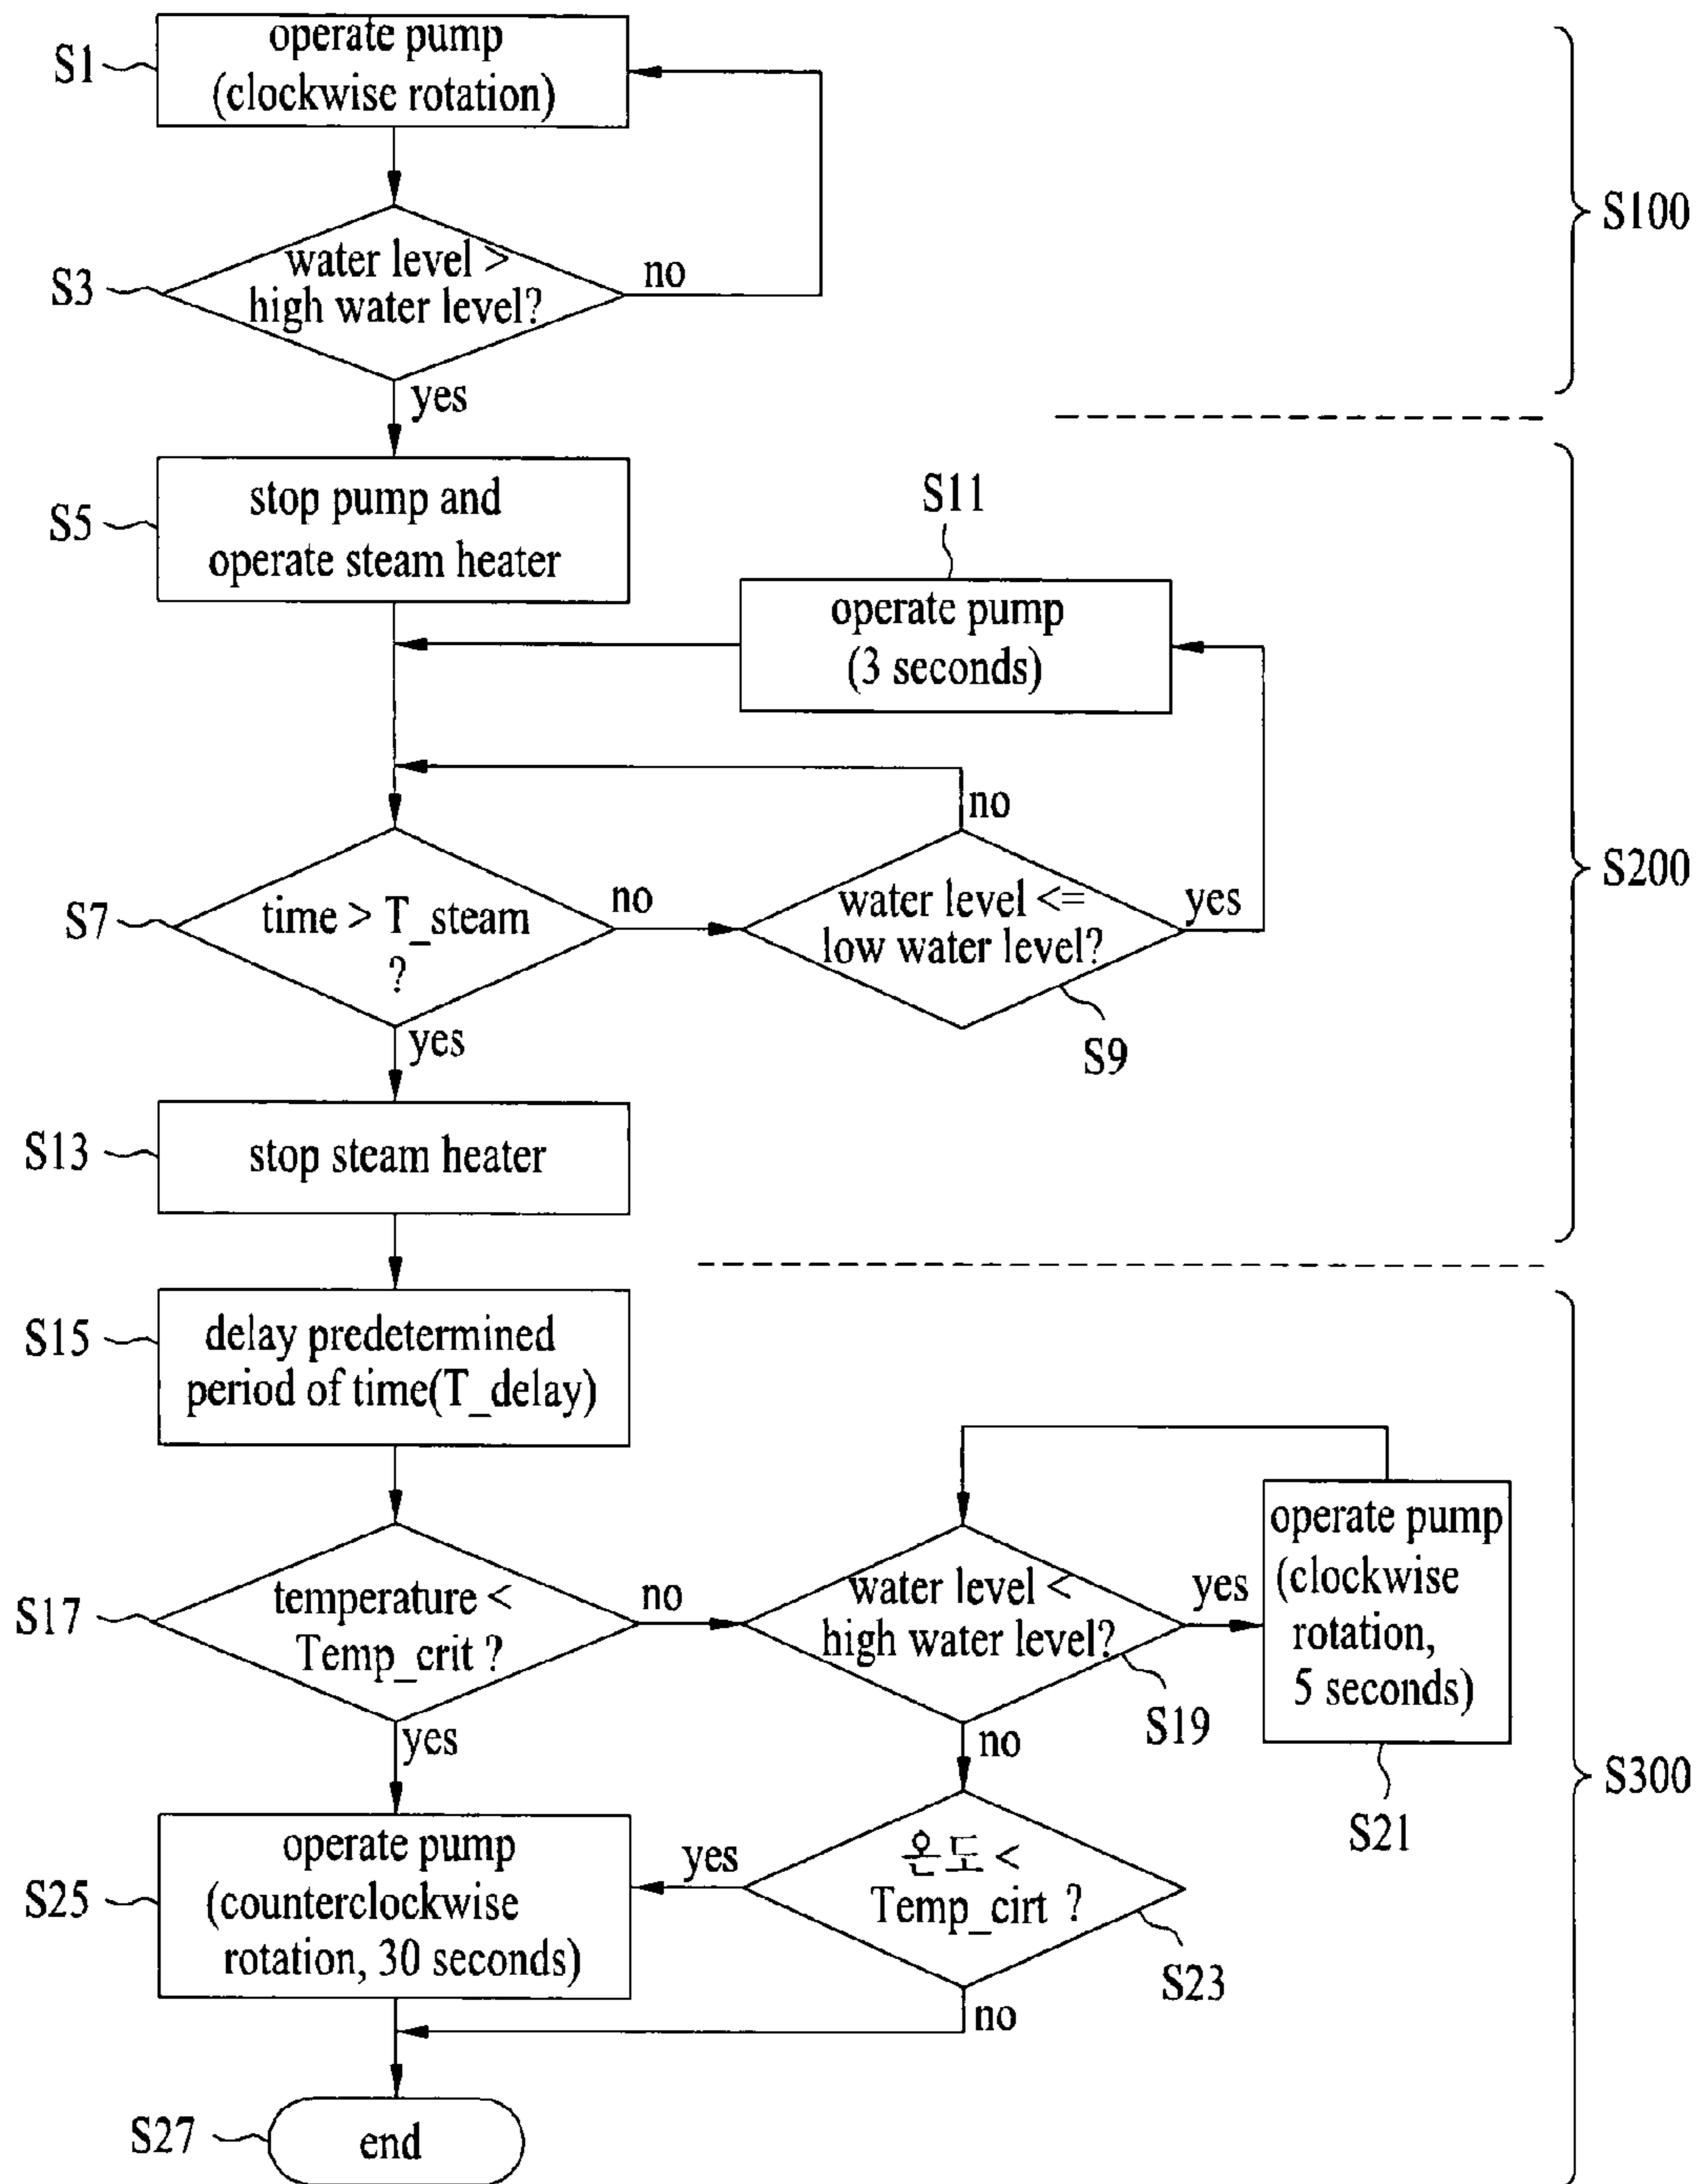 S1
operate pump
(clockwise rotation)
S3
water level >
high water level?
no
yes
S100
S5
stop pump and
operate steam heater
S11
operate pump
(3 seconds)
no
S7
time > T_steam
?
no
water level <=
low water level?
yes
yes
S9
S200
S13
stop steam heater
S15
delay predetermined
period of time(T_delay)
S17
temperature <
Temp_crit ?
no
water level <
high water level?
yes
operate pump
(clockwise
rotation,
5 seconds)
S19
S21
yes
no
S300
S25
operate pump
(counterclockwise
rotation, 30 seconds)
yes
온도 <
Temp_cirt ?
S23
no
S27
end